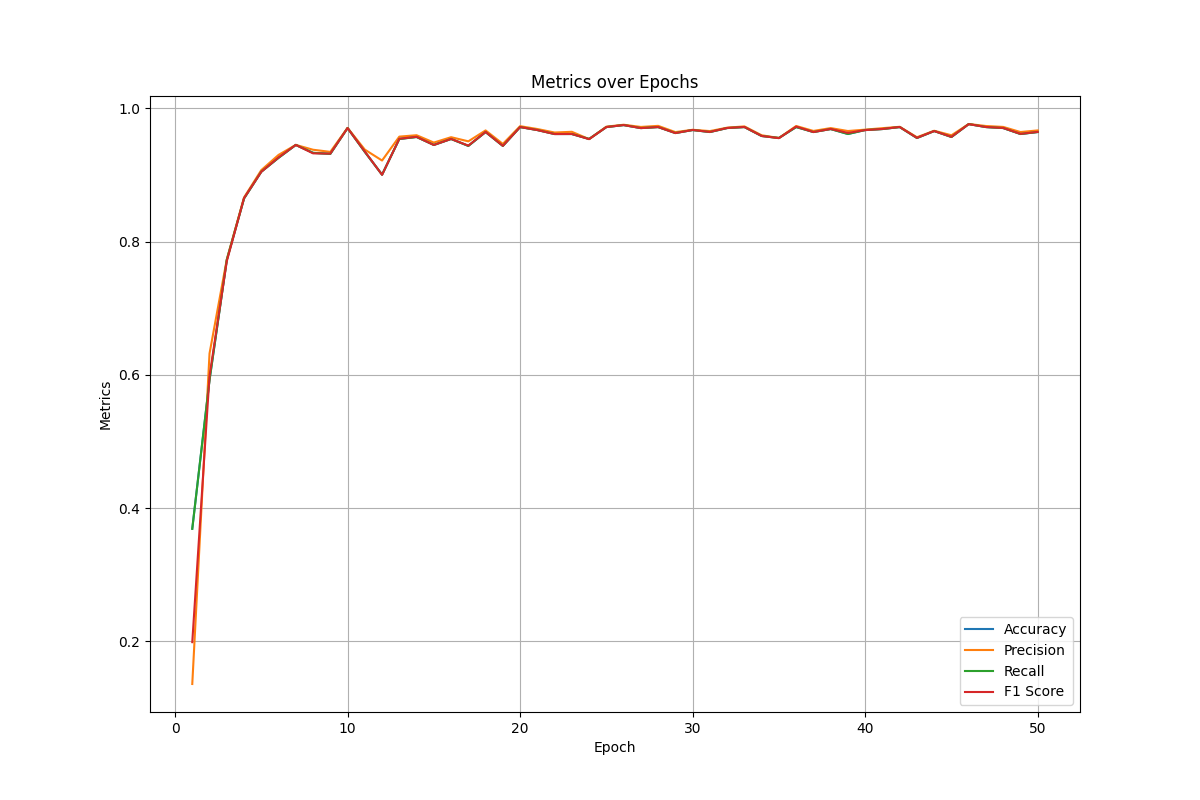 Metrics over Epochs
Metrics
1.0
0.8
0.6
0.4
0.2
0 10 20 30 40 50
Epoch
Accuracy
Precision
Recall
F1 Score